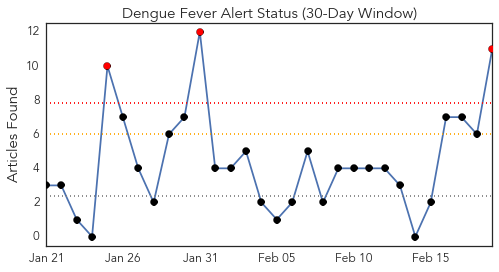 Dengue Fever Alert Status (30-Day Window)
Articles Found
12
10
8
6
4
2
0
Jan 21 Jan 26 Jan 31 Feb 05 Feb 10 Feb 15